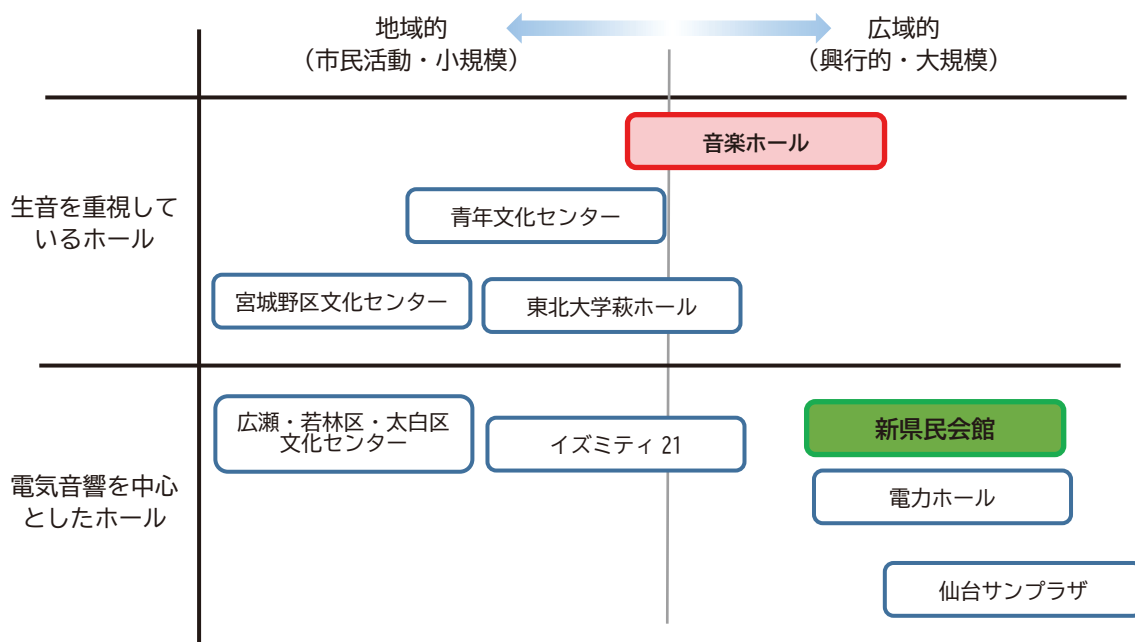 地域的
（市民活動・小規模）
広域的
（興行的・大規模）
生音を重視して
いるホール
音楽ホール
青年文化センター
宮城野区文化センター
東北大学萩ホール
電気音響を中心
としたホール
広瀬・若林区・太白区
文化センター
イズミティ 21
新県民会館
電力ホール
仙台サンプラザ